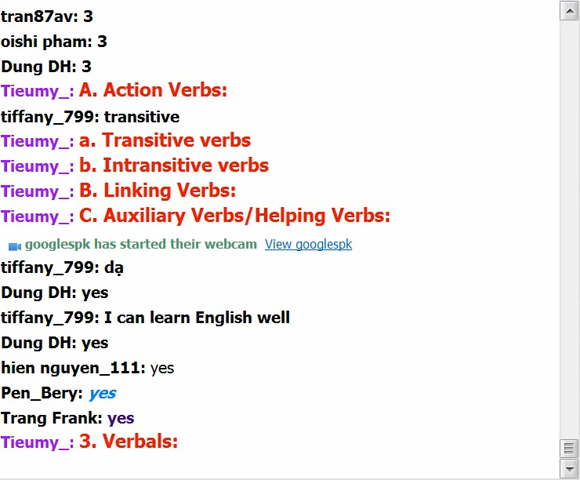 tran87av: 3
oishi pham: 3
Dung DH: 3
Tieumy_: A. Action Verbs:
tiffany_799: transitive
Tieumy_: a. Transitive verbs
Tieumy_: b. Intransitive verbs
Tieumy_: B. Linking Verbs:
Tieumy_: C. Auxiliary Verbs/Helping Verbs:
googlespk has started their webcam View googlespk
tiffany_799: dạ
Dung DH: yes
tiffany_799: I can learn English well
Dung DH: yes
hien nguyen_111: yes
Pen_Bery: yes
Trang Frank: yes
Tieumy_: 3. Verbals: